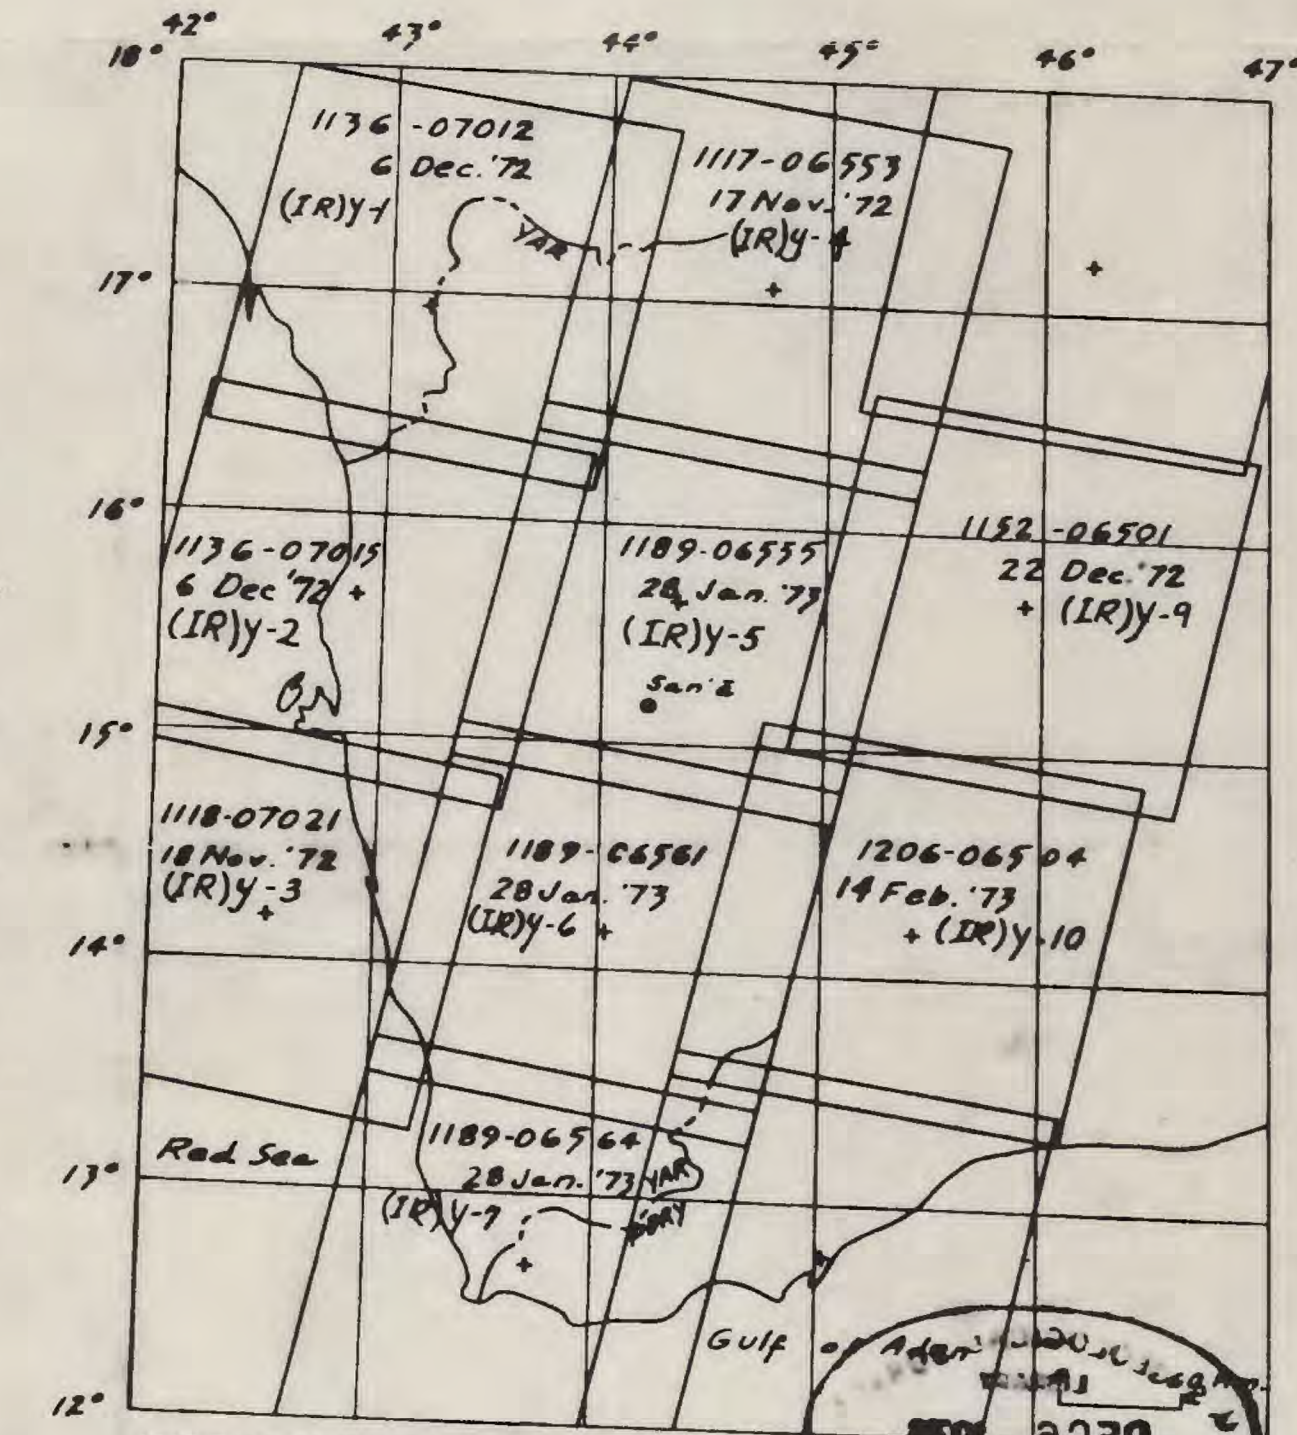 42° 43° 44° 45° 46° 47°
18°
1136-07012
6 Dec. '72
(IR)Y-1
1117-06553
17 Nov. '72
(IR)Y-4
YAR
17°
16°
1136-07015
6 Dec '72
(IR)Y-2
1189-06555
28 Jan. '73
(IR)Y-5
San'a
1152-06501
22 Dec. '72
(IR)Y-9
15°
1118-07021
18 Nov. '72
(IR)Y-3
1189-06561
28 Jan. '73
(IR)Y-6
1206-06504
14 Feb. '73
(IR)Y-10
14°
Red Sea
13°
1189-06564
28 Jan. '73
(IR)Y-7
YAR
PDRY
Gulf of Aden
12°